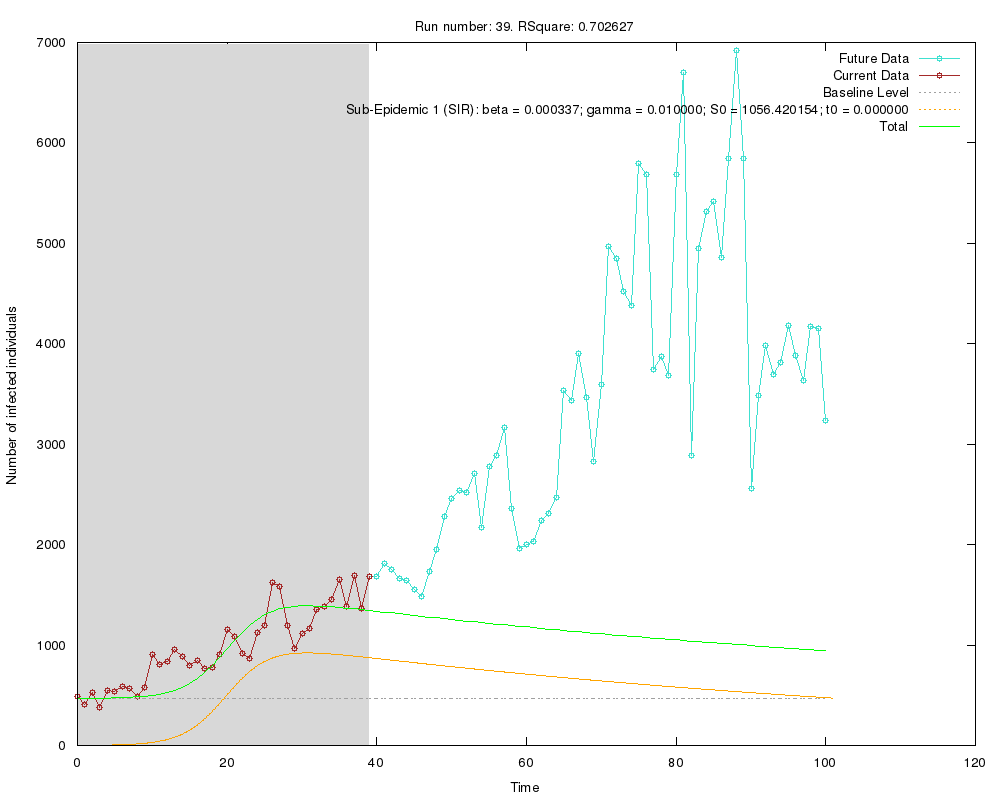 Run number: 39. RSquare: 0.702627
Future Data
Current Data
Baseline Level
Sub-Epidemic 1 (SIR): beta = 0.000337; gamma = 0.010000; S0 = 1056.420154; t0 = 0.000000
Total
7000
6000
5000
4000
3000
2000
1000
0
Number of infected individuals
0 20 40 60 80 100 120
Time